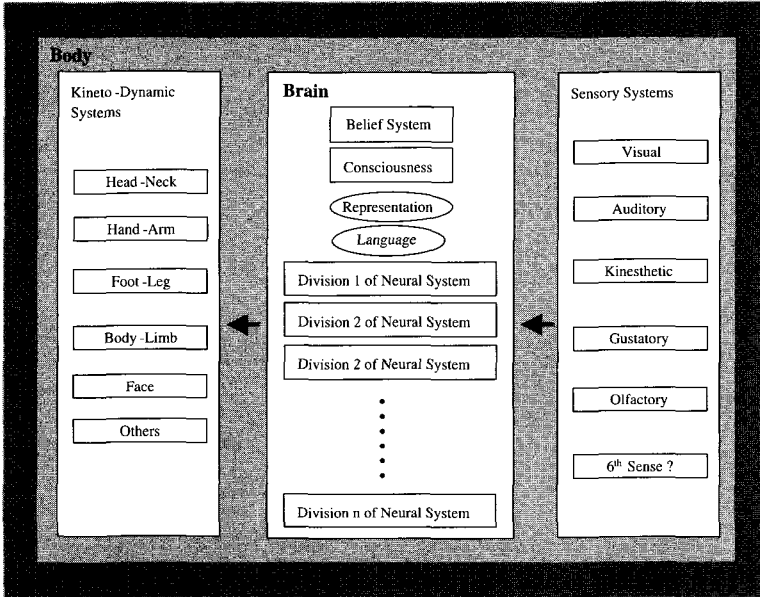 Body
Kineto -Dynamic
Systems
Head -Neck
Hand -Arm
Foot -Leg
Body -Limb
Face
Others
Brain
Belief System
Consciousness
Representation
Language
Division 1 of Neural System
Division 2 of Neural System
Division 2 of Neural System
Division n of Neural System
Sensory Systems
Visual
Auditory
Kinesthetic
Gustatory
Olfactory
6th Sense ?